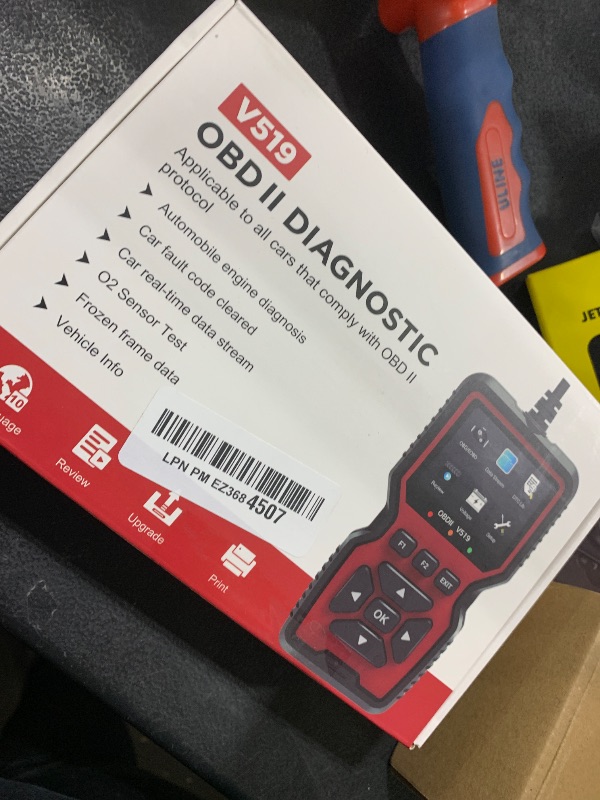 V519
OBD II DIAGNOSTIC
Applicable to all cars that comply with OBD II
protocol
Automobile engine diagnosis
Car fault code cleared
Car real-time data stream
O2 Sensor Test
Frozen frame data
Vehicle Info
10
uage
Review
Upgrade
Print
LPN PM EZ368 4507
OBDII V519
F1
F2
EXIT
OK
ULINE
JET